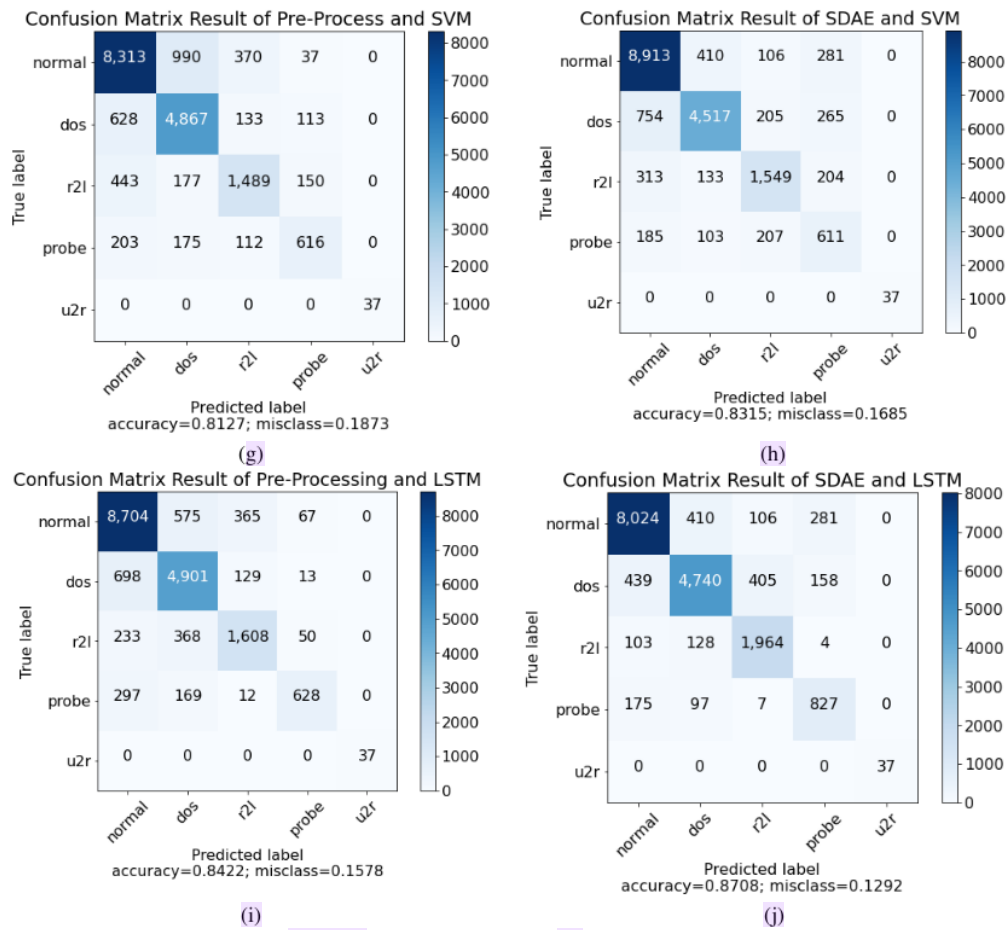 Confusion Matrix Result of Pre-Process and SVM
True label
normal 8,313 990 370 37 0
dos 628 4,867 133 113 0
r2l 443 177 1,489 150 0
probe 203 175 112 616 0
u2r 0 0 0 0 37
normal dos r2l probe u2r
8000
7000
6000
5000
4000
3000
2000
1000
0
Predicted label
accuracy=0.8127; misclass=0.1873
(g)
Confusion Matrix Result of SDAE and SVM
True label
normal 8,913 410 106 281 0
dos 754 4,517 205 265 0
r2l 313 133 1,549 204 0
probe 185 103 207 611 0
u2r 0 0 0 0 37
normal dos r2l probe u2r
8000
7000
6000
5000
4000
3000
2000
1000
0
Predicted label
accuracy=0.8315; misclass=0.1685
(h)
Confusion Matrix Result of Pre-Processing and LSTM
True label
normal 8,704 575 365 67 0
dos 698 4,901 129 13 0
r2l 233 368 1,608 50 0
probe 297 169 12 628 0
u2r 0 0 0 0 37
normal dos r2l probe u2r
8000
7000
6000
5000
4000
3000
2000
1000
0
Predicted label
accuracy=0.8422; misclass=0.1578
(i)
Confusion Matrix Result of SDAE and LSTM
True label
normal 8,024 410 106 281 0
dos 439 4,740 405 158 0
r2l 103 128 1,964 4 0
probe 175 97 7 827 0
u2r 0 0 0 0 37
normal dos r2l probe u2r
8000
7000
6000
5000
4000
3000
2000
1000
0
Predicted label
accuracy=0.8708; misclass=0.1292
(j)